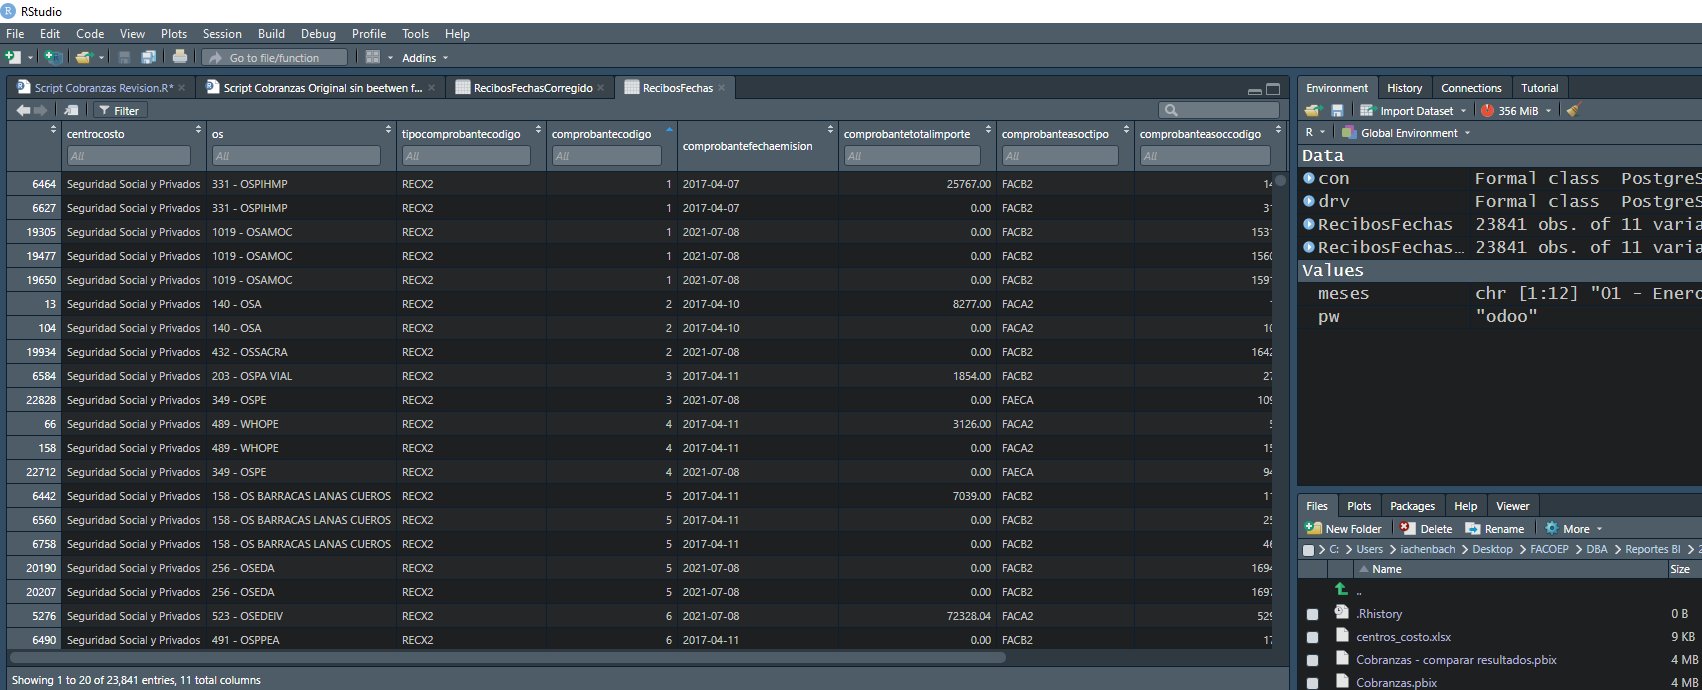 RStudio
File Edit Code View Plots Session Build Debug Profile Tools Help
Go to file/function Addins
Script Cobranzas Revision.R* Script Cobranzas Original sin beetwen f... RecibosFechasCorregido RecibosFechas
Filter
centrocosto os tipocomprobantecodigo comprobantecodigo comprobantefechaemision comprobantetotalimporte comprobanteasoctipo comprobanteasoccodigo
All All All All All All All
6464 Seguridad Social y Privados 331 - OSPIHMP RECX2 1 2017-04-07 25767.00 FACB2
6627 Seguridad Social y Privados 331 - OSPIHMP RECX2 1 2017-04-07 0.00 FACB2
19305 Seguridad Social y Privados 1019 - OSAMOC RECX2 1 2021-07-08 0.00 FACB2
19477 Seguridad Social y Privados 1019 - OSAMOC RECX2 1 2021-07-08 0.00 FACB2 1560
19650 Seguridad Social y Privados 1019 - OSAMOC RECX2 1 2021-07-08 0.00 FACB2
13 Seguridad Social y Privados 140 - OSA RECX2 2 2017-04-10 8277.00 FACA2
104 Seguridad Social y Privados 140 - OSA RECX2 2 2017-04-10 0.00 FACA2
19934 Seguridad Social y Privados 432 - OSSACRA RECX2 2 2021-07-08 0.00 FACB2 1642
6584 Seguridad Social y Privados 203 - OSPA VIAL RECX2 3 2017-04-11 1854.00 FACB2
22828 Seguridad Social y Privados 349 - OSPE RECX2 3 2021-07-08 0.00 FAECA
66 Seguridad Social y Privados 489 - WHOPE RECX2 4 2017-04-11 3126.00 FACA2
158 Seguridad Social y Privados 489 - WHOPE RECX2 4 2017-04-11 0.00 FACA2
22712 Seguridad Social y Privados 349 - OSPE RECX2 4 2021-07-08 0.00 FAECA
6442 Seguridad Social y Privados 158 - OS BARRACAS LANAS CUEROS RECX2 5 2017-04-11 7039.00 FACB2
6560 Seguridad Social y Privados 158 - OS BARRACAS LANAS CUEROS RECX2 5 2017-04-11 0.00 FACB2
6758 Seguridad Social y Privados 158 - OS BARRACAS LANAS CUEROS RECX2 5 2017-04-11 0.00 FACB2
20190 Seguridad Social y Privados 256 - OSEDA RECX2 5 2021-07-08 0.00 FACB2 1694
20207 Seguridad Social y Privados 256 - OSEDA RECX2 5 2021-07-08 0.00 FACB2
5276 Seguridad Social y Privados 523 - OSEDEIV RECX2 6 2021-07-08 72328.04 FACA2
6490 Seguridad Social y Privados 491 - OSPPEA RECX2 6 2017-04-11 0.00 FACB2
Showing 1 to 20 of 23,841 entries, 11 total columns
Environment History Connections Tutorial
Import Dataset 356 MiB
R Global Environment
Data
con Formal class PostgreS
drv Formal class PostgreS
RecibosFechas 23841 obs. of 11 varia
RecibosFechas... 23841 obs. of 11 varia
Values
meses chr [1:12] "01 - Enero
pw "odoo"
Files Plots Packages Help Viewer
New Folder Delete Rename More
C: Users iachenbach Desktop FACOEP DBA Reportes BI
Name Size
..
.Rhistory 0 B
centros_costo.xlsx 9 KB
Cobranzas - comparar resultados.pbix 4 MB
Cobranzas.pbix 4 MB